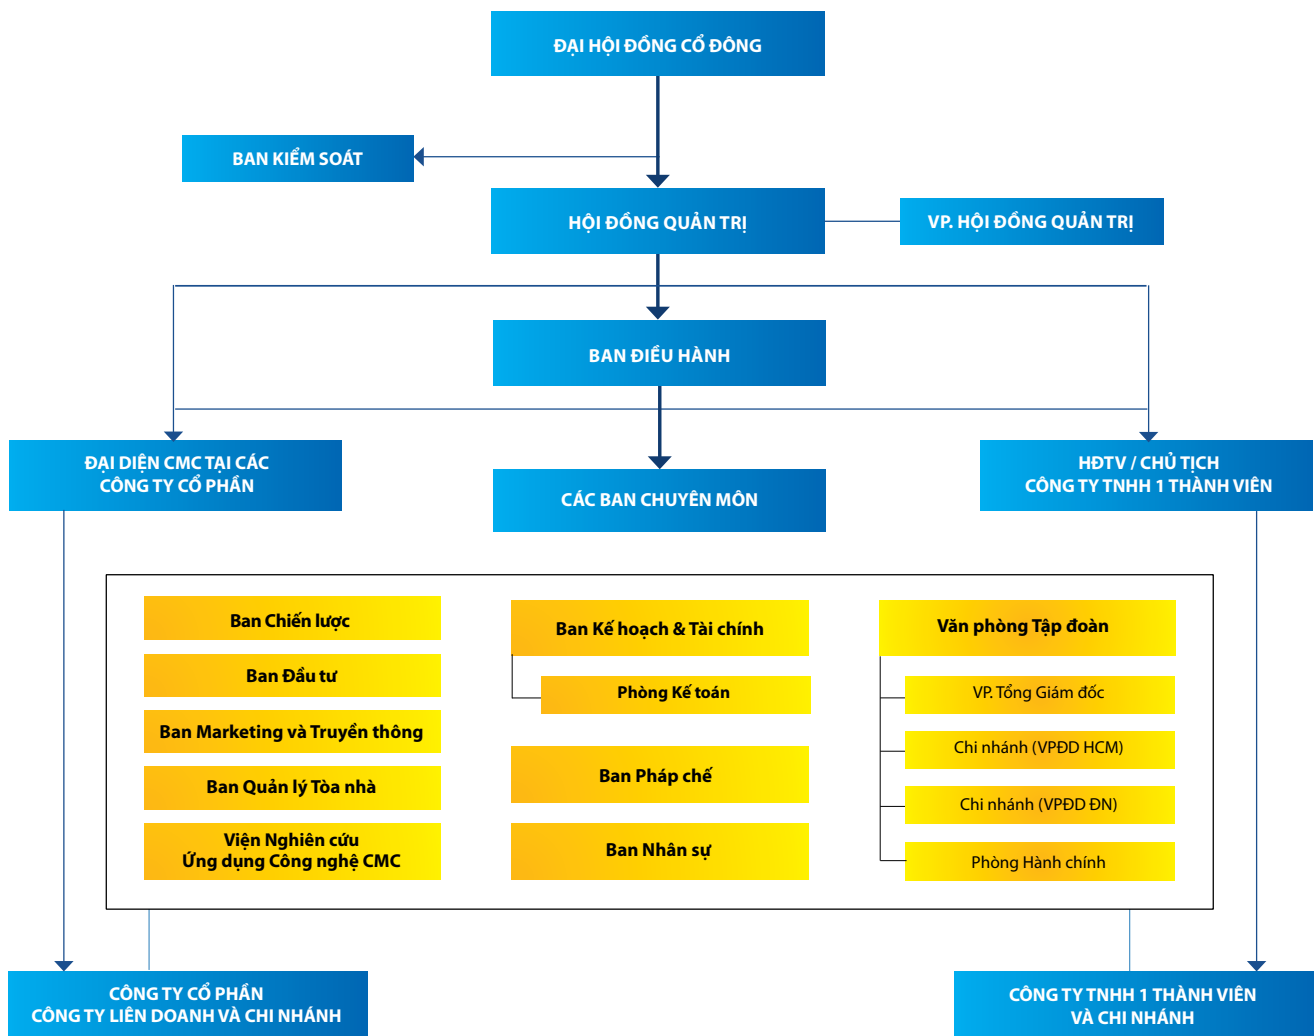 ĐẠI HỘI ĐỒNG CỔ ĐÔNG
BAN KIỂM SOÁT
HỘI ĐỒNG QUẢN TRỊ
VP. HỘI ĐỒNG QUẢN TRỊ
BAN ĐIỀU HÀNH
ĐẠI DIỆN CMC TẠI CÁC
CÔNG TY CỔ PHẦN
CÁC BAN CHUYÊN MÔN
HĐTV / CHỦ TỊCH
CÔNG TY TNHH 1 THÀNH VIÊN
Ban Chiến lược
Ban Đầu tư
Ban Marketing và Truyền thông
Ban Quản lý Tòa nhà
Viện Nghiên cứu
Ứng dụng Công nghệ CMC
Ban Kế hoạch & Tài chính
Phòng Kế toán
Ban Pháp chế
Ban Nhân sự
Văn phòng Tập đoàn
VP. Tổng Giám đốc
Chi nhánh (VPĐD HCM)
Chi nhánh (VPĐD ĐN)
Phòng Hành chính
CÔNG TY CỔ PHẦN
CÔNG TY LIÊN DOANH VÀ CHI NHÁNH
CÔNG TY TNHH 1 THÀNH VIÊN
VÀ CHI NHÁNH